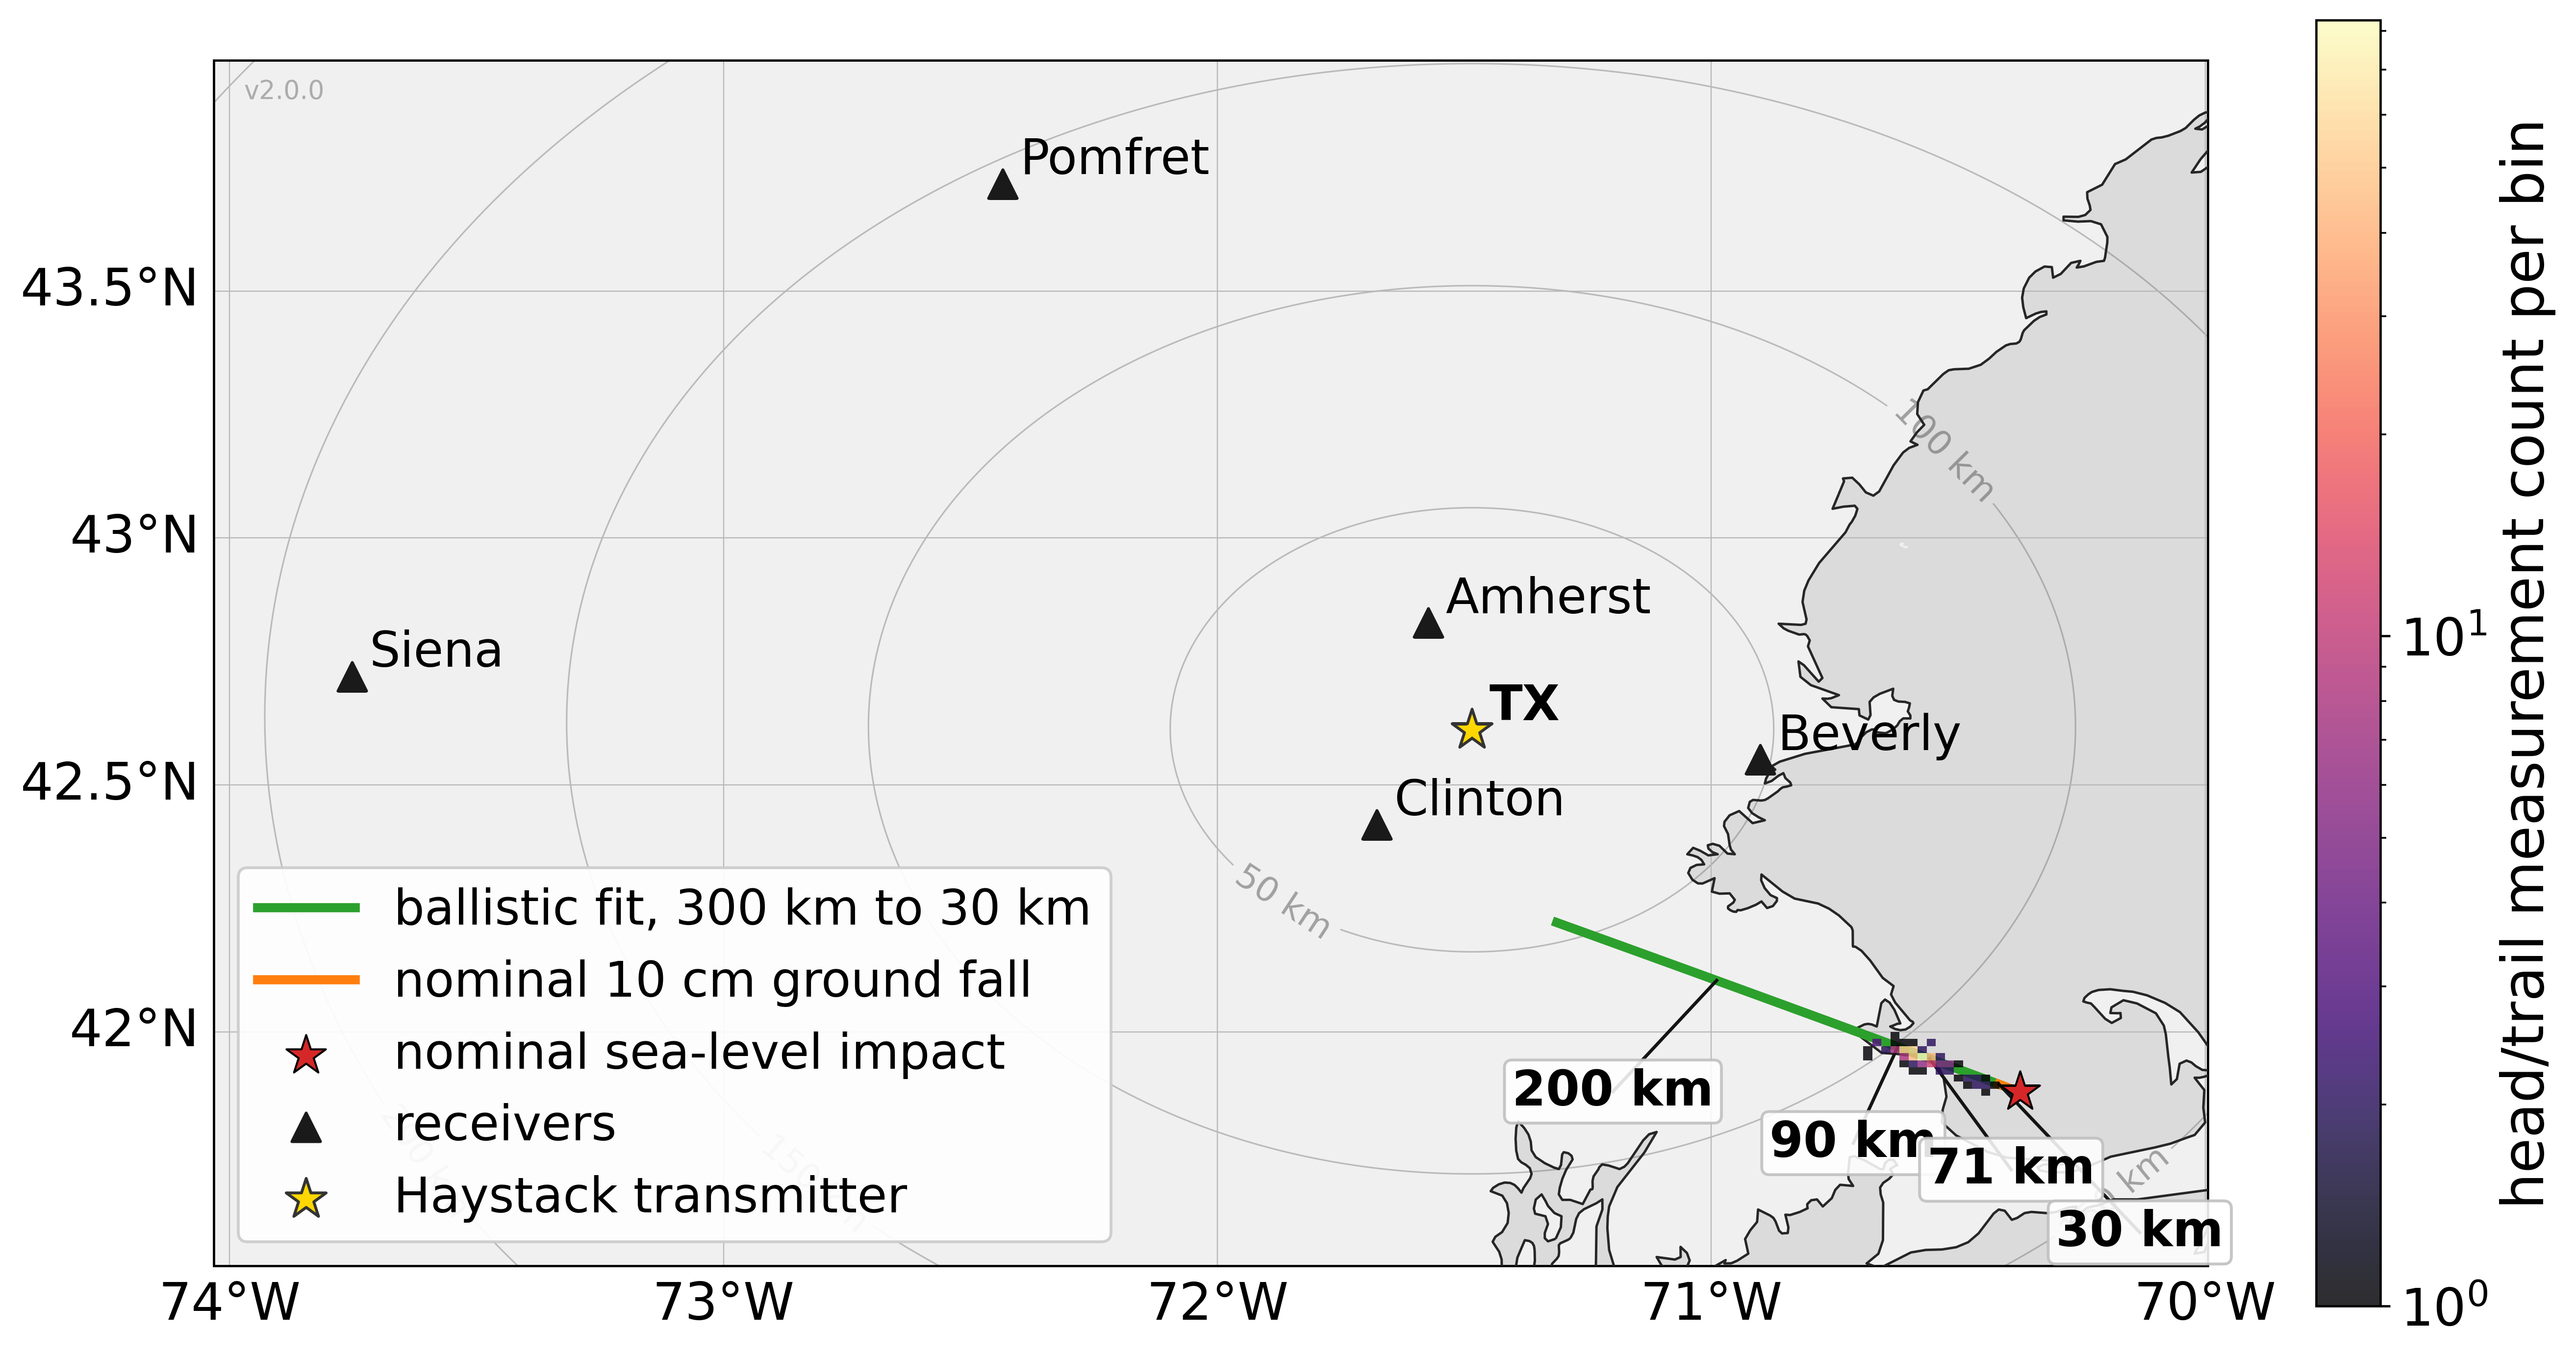 v2.0.0
Pomfret
43.5°N
100 km
43°N
Amherst
Siena
TX
Beverly
42.5°N
Clinton
50 km
ballistic fit, 300 km to 30 km
nominal 10 cm ground fall
nominal sea-level impact
receivers
Haystack transmitter
42°N
200 km
90 km
71 km
km
30 km
74°W
73°W
72°W
71°W
70°W
10¹
10⁰
head/trail measurement count per bin